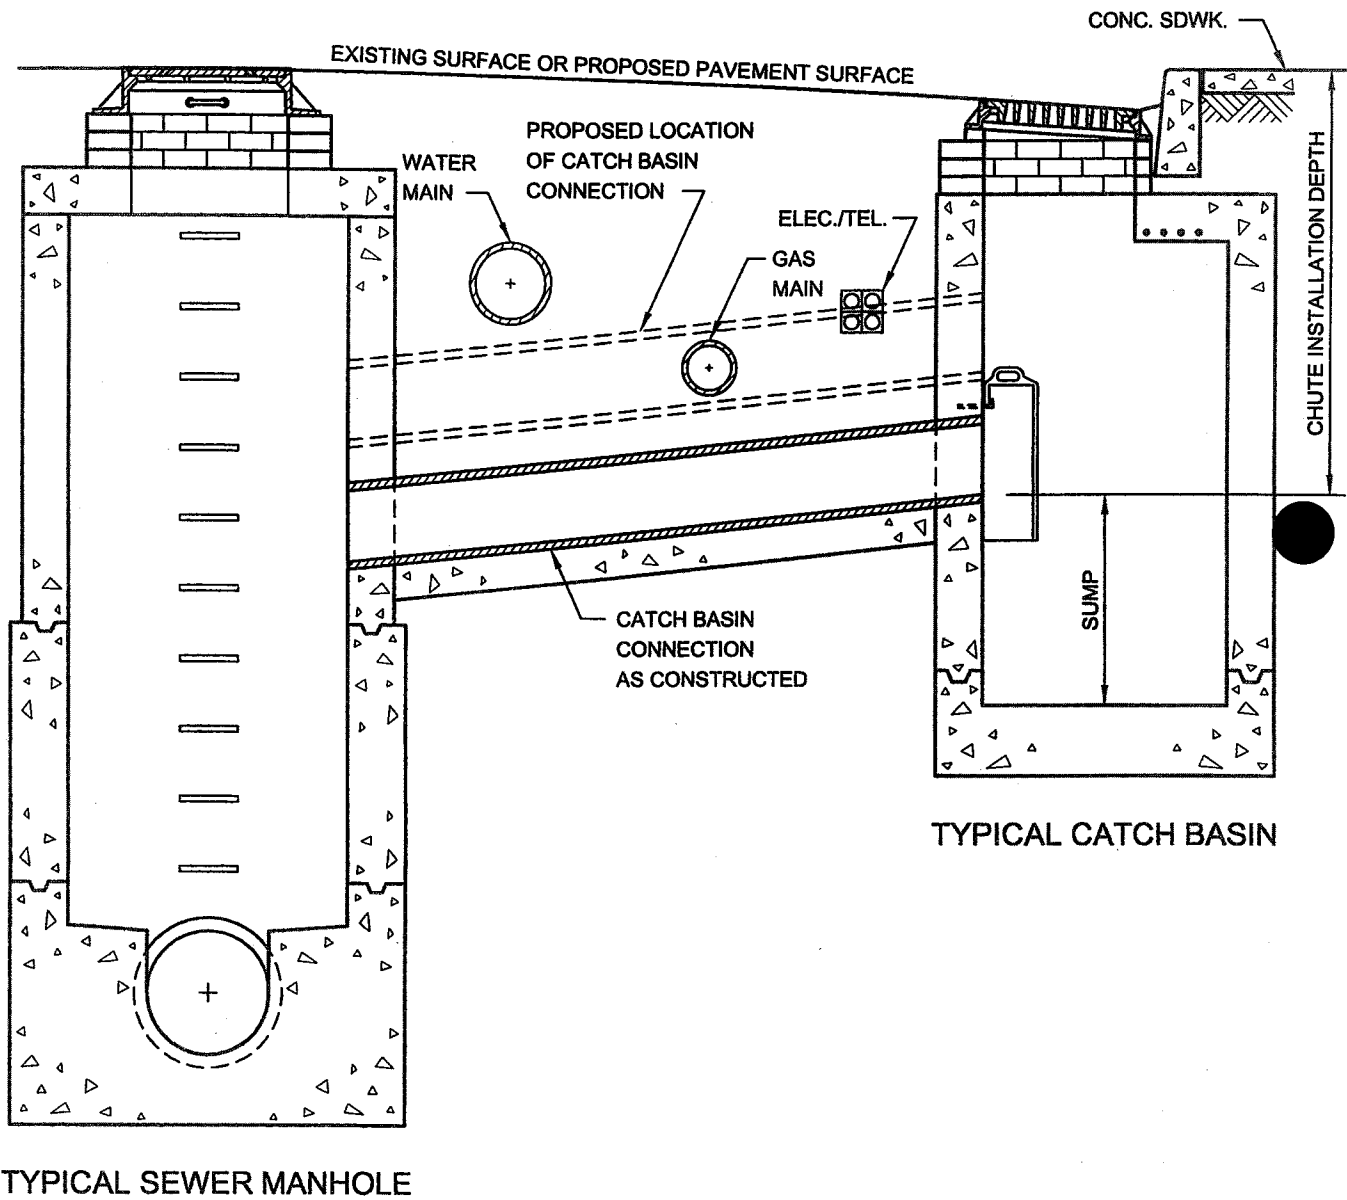 CONC. SDWK.
EXISTING SURFACE OR PROPOSED PAVEMENT SURFACE
PROPOSED LOCATION
OF CATCH BASIN
CONNECTION
WATER
MAIN
ELEC./TEL.
GAS
MAIN
CHUTE INSTALLATION DEPTH
SUMP
CATCH BASIN
CONNECTION
AS CONSTRUCTED
TYPICAL CATCH BASIN
TYPICAL SEWER MANHOLE